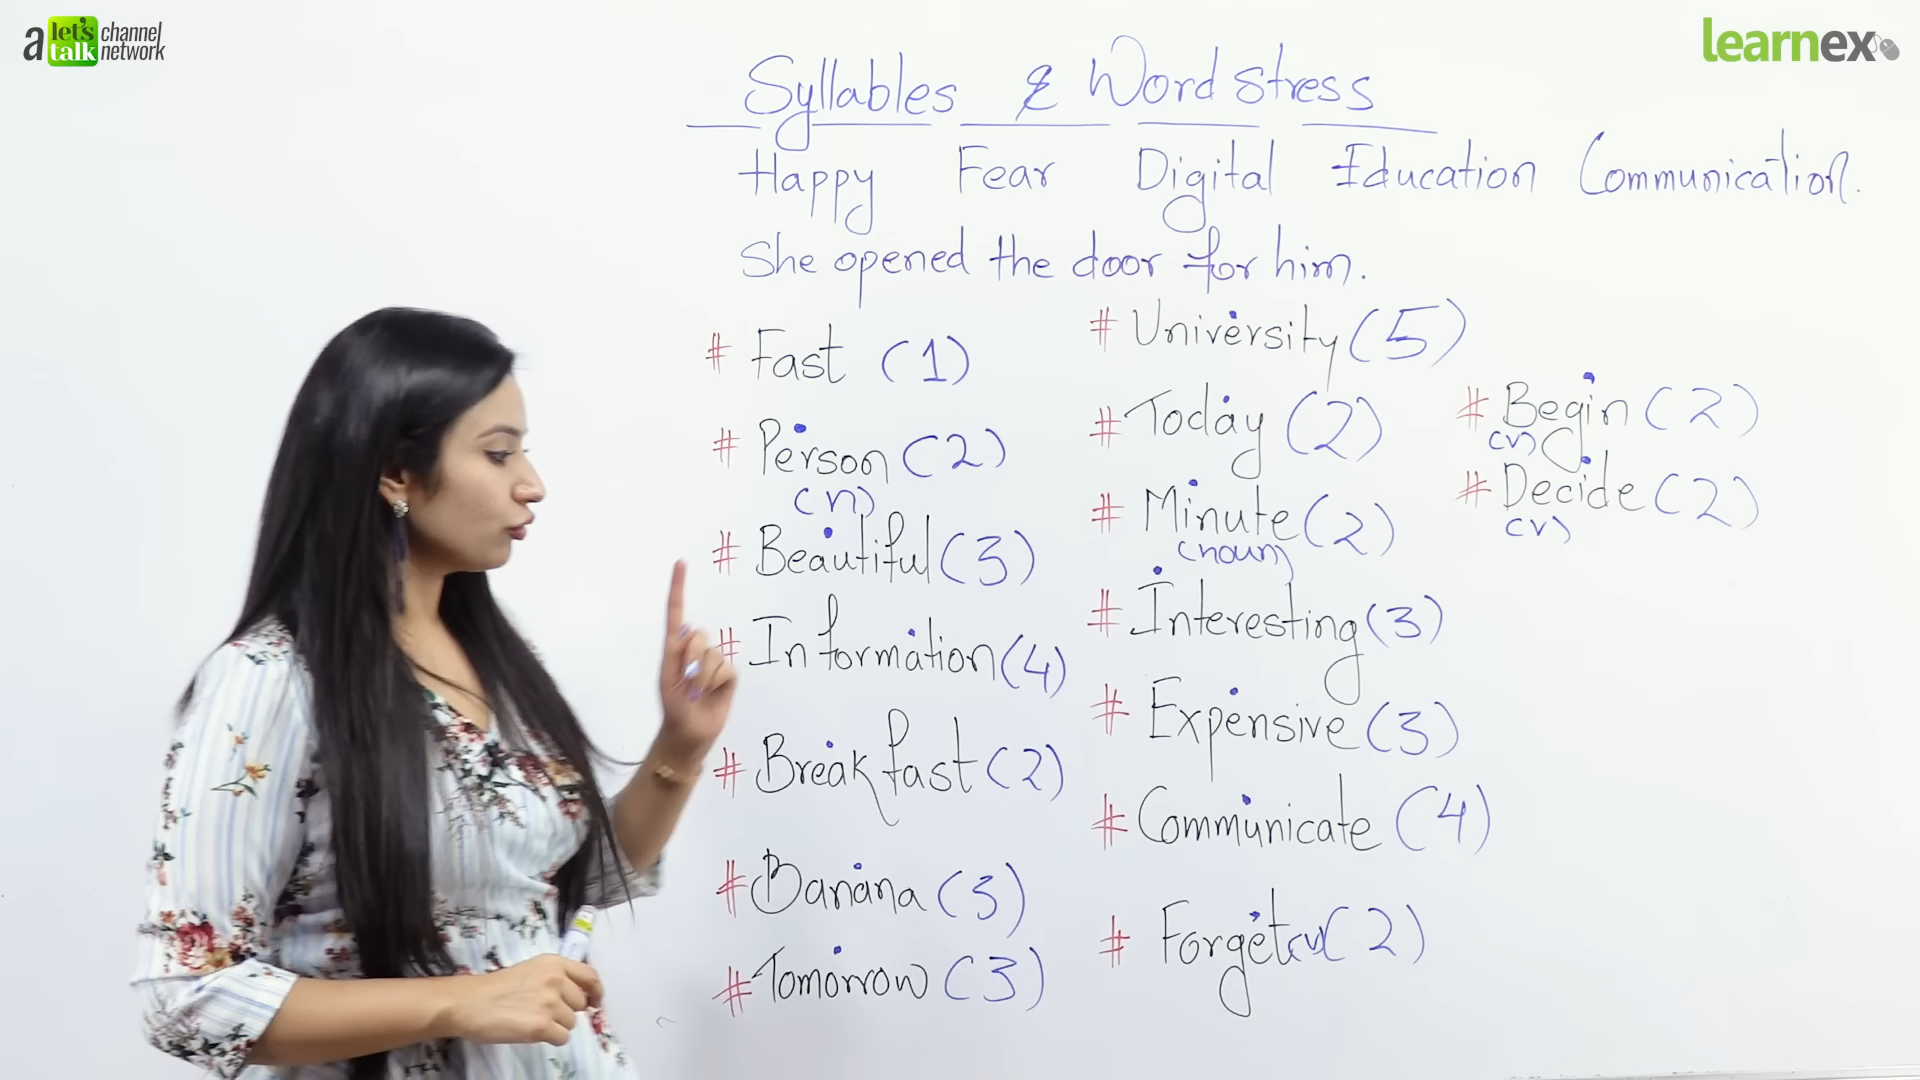 a let's talk channel network
learnex
Syllables & Word stress
Happy Fear Digital Education Communication.
She opened the door for him.
# Fast (1)
# Person (2)
(n)
# Beautiful (3)
# Information (4)
# Breakfast (2)
# Banana (3)
# Tomorrow (3)
# University (5)
# Today (2)
# Minute (2)
(noun)
# Interesting (3)
# Expensive (3)
# Communicate (4)
# Forget (v) (2)
# Begin (2)
(v)
# Decide (2)
(v)